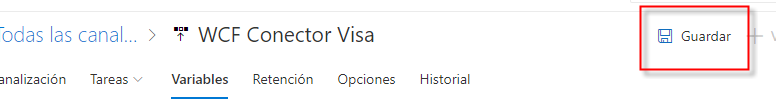 Todas las canal... > WCF Conector Visa Guardar + V
analización Tareas Variables Retención Opciones Historial